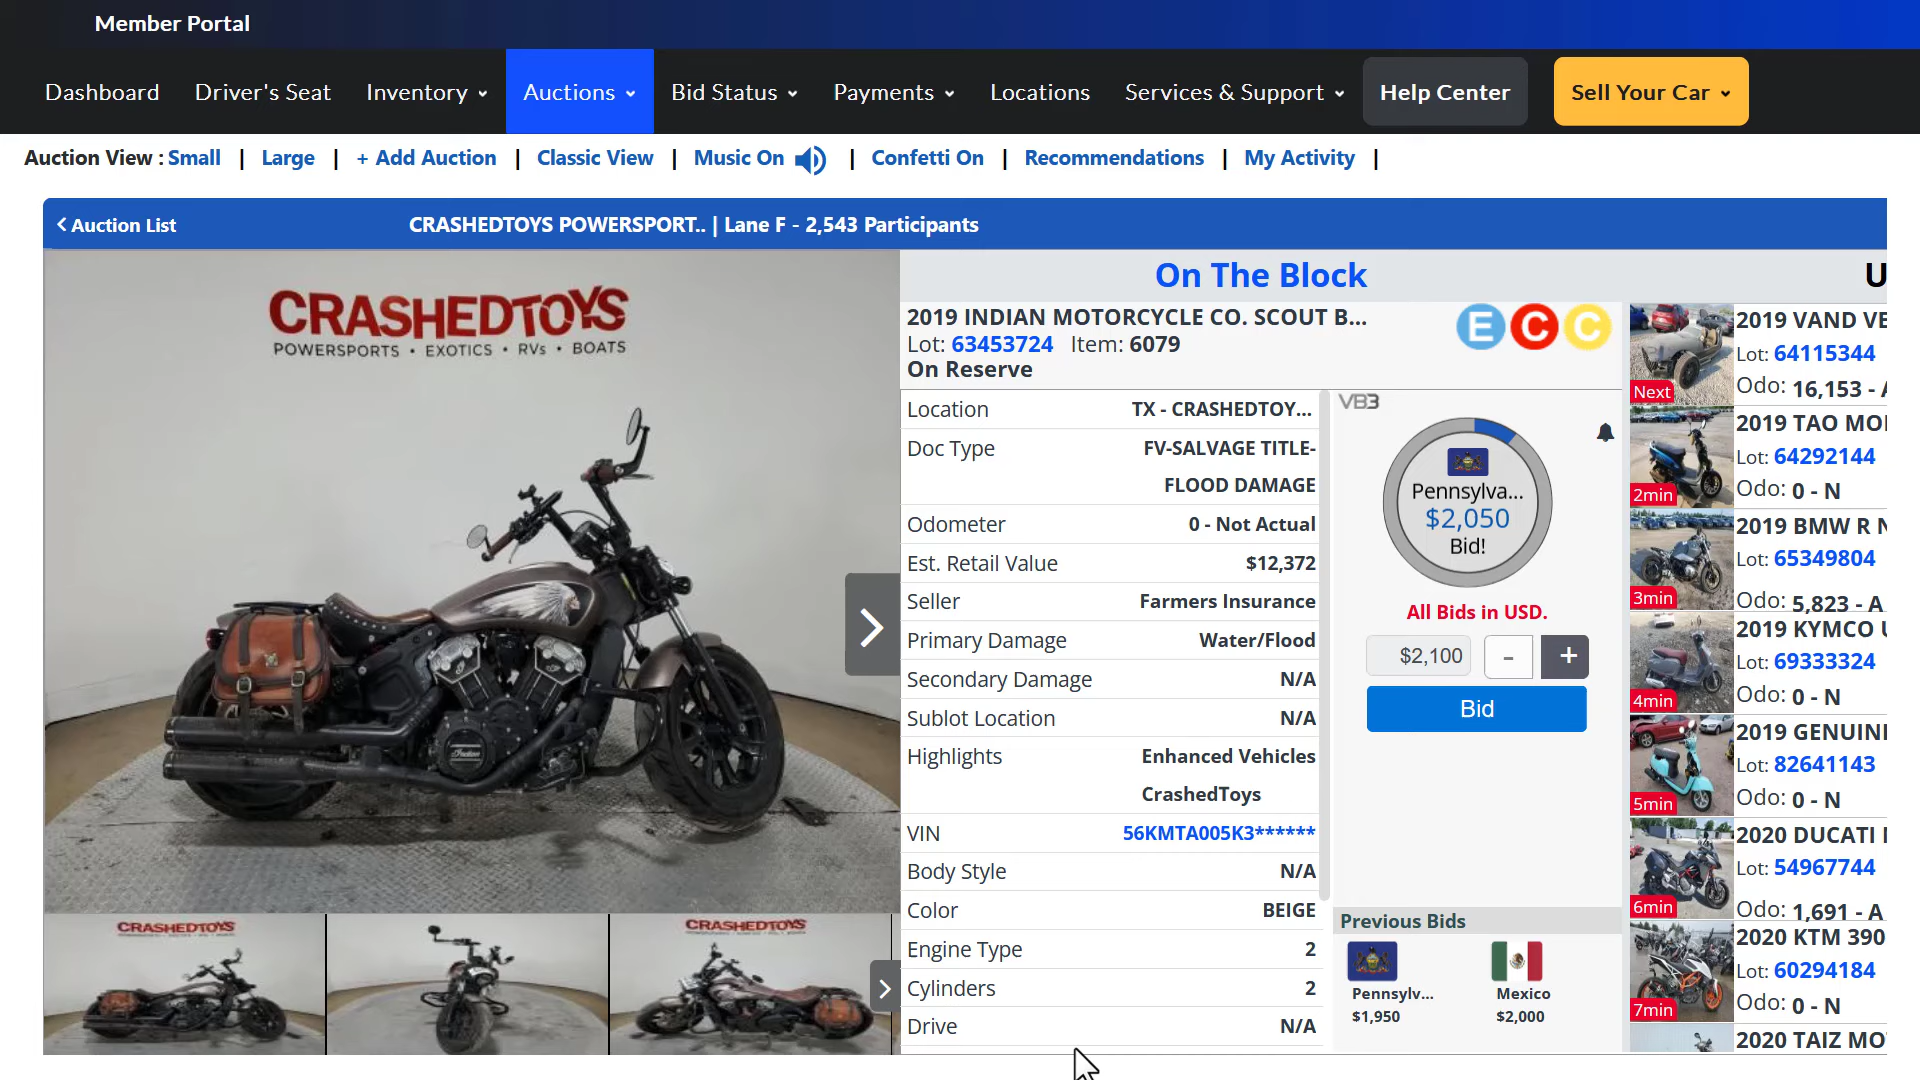 Member Portal
Dashboard Driver's Seat Inventory Auctions Bid Status Payments Locations Services & Support Help Center Sell Your Car
Auction View : Small | Large | + Add Auction | Classic View | Music On | Confetti On | Recommendations | My Activity |
Auction List CRASHEDTOYS POWERSPORT.. | Lane F - 2,543 Participants
CRASHEDTOYS
POWERSPORTS • EXOTICS • RVs • BOATS
On The Block
2019 INDIAN MOTORCYCLE CO. SCOUT B...
Lot: 63453724 Item: 6079
On Reserve
E C C
Location TX - CRASHEDTOY...
Doc Type FV-SALVAGE TITLE-
FLOOD DAMAGE
Odometer 0 - Not Actual
Est. Retail Value $12,372
Seller Farmers Insurance
Primary Damage Water/Flood
Secondary Damage N/A
Sublot Location N/A
Highlights Enhanced Vehicles
CrashedToys
VIN 56KMTA005K3******
Body Style N/A
Color BEIGE
Engine Type 2
Cylinders 2
Drive N/A
VB3
Pennsylva...
$2,050
Bid!
All Bids in USD.
$2,100 - +
Bid
Previous Bids
Pennsylv... Mexico
$1,950 $2,000
U
2019 VAND VE
Lot: 64115344
Next Odo: 16,153 - A
2019 TAO MO
Lot: 64292144
2min Odo: 0 - N
2019 BMW R N
Lot: 65349804
3min Odo: 5,823 - A
2019 KYMCO U
Lot: 69333324
4min Odo: 0 - N
2019 GENUIN
Lot: 82641143
5min Odo: 0 - N
2020 DUCATI
Lot: 54967744
6min Odo: 1,691 - A
2020 KTM 390
Lot: 60294184
7min Odo: 0 - N
2020 TAIZ MO
CRASHEDTOYS
CRASHEDTOYS